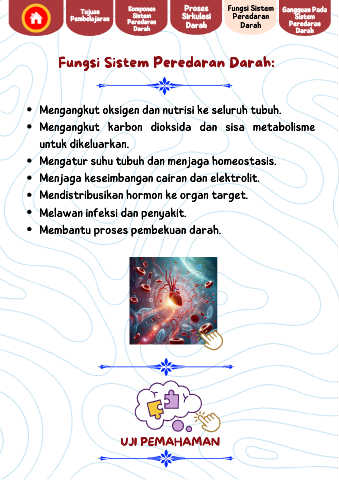 Tujuan
Pembelajaran
Komponen
Sistem
Peredaran
Darah
Proses
Sirkulasi
Darah
Fungsi Sistem
Peredaran
Darah
Gangguan Pada
Sistem
Peredaran
Darah
Fungsi Sistem Peredaran Darah:
• Mengangkut oksigen dan nutrisi ke seluruh tubuh.
• Mengangkut karbon dioksida dan sisa metabolisme
untuk dikeluarkan.
• Mengatur suhu tubuh dan menjaga homeostasis.
• Menjaga keseimbangan cairan dan elektrolit.
• Mendistribusikan hormon ke organ target.
• Melawan infeksi dan penyakit.
• Membantu proses pembekuan darah.
UJI PEMAHAMAN